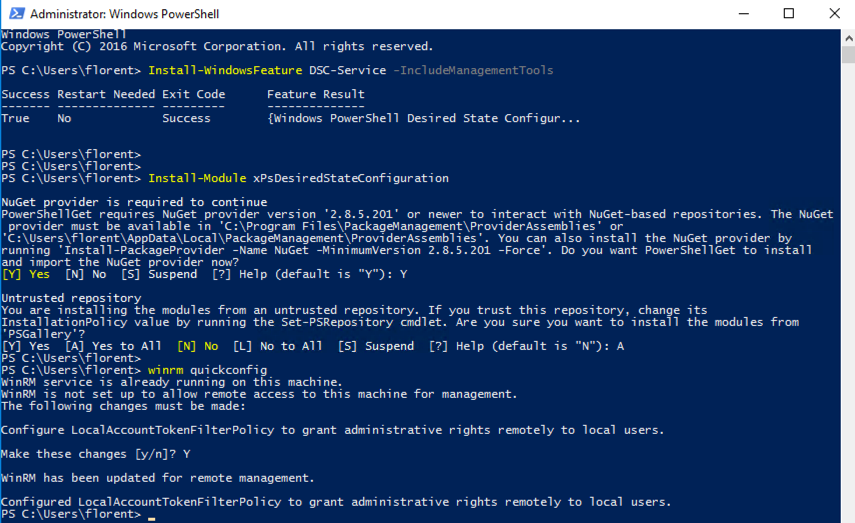 Administrator: Windows PowerShell
Windows PowerShell
Copyright (C) 2016 Microsoft Corporation. All rights reserved.
PS C:\Users\florent> Install-WindowsFeature DSC-Service -IncludeManagementTools
Success Restart Needed Exit Code      Feature Result
------- -------------- ---------      --------------
True    No             Success        {Windows PowerShell Desired State Configur...
PS C:\Users\florent>
PS C:\Users\florent>
PS C:\Users\florent> Install-Module xPsDesiredStateConfiguration
NuGet provider is required to continue
PowerShellGet requires NuGet provider version '2.8.5.201' or newer to interact with NuGet-based repositories. The NuGet
 provider must be available in 'C:\Program Files\PackageManagement\ProviderAssemblies' or
'C:\Users\florent\AppData\Local\PackageManagement\ProviderAssemblies'. You can also install the NuGet provider by
running 'Install-PackageProvider -Name NuGet -MinimumVersion 2.8.5.201 -Force'. Do you want PowerShellGet to install
and import the NuGet provider now?
[Y] Yes  [N] No  [S] Suspend  [?] Help (default is "Y"): Y
Untrusted repository
You are installing the modules from an untrusted repository. If you trust this repository, change its
InstallationPolicy value by running the Set-PSRepository cmdlet. Are you sure you want to install the modules from
'PSGallery'?
[Y] Yes  [A] Yes to All  [N] No  [L] No to All  [S] Suspend  [?] Help (default is "N"): A
PS C:\Users\florent>
PS C:\Users\florent> winrm quickconfig
WinRM service is already running on this machine.
WinRM is not set up to allow remote access to this machine for management.
The following changes must be made:
Configure LocalAccountTokenFilterPolicy to grant administrative rights remotely to local users.
Make these changes [y/n]? Y
WinRM has been updated for remote management.
Configured LocalAccountTokenFilterPolicy to grant administrative rights remotely to local users.
PS C:\Users\florent>